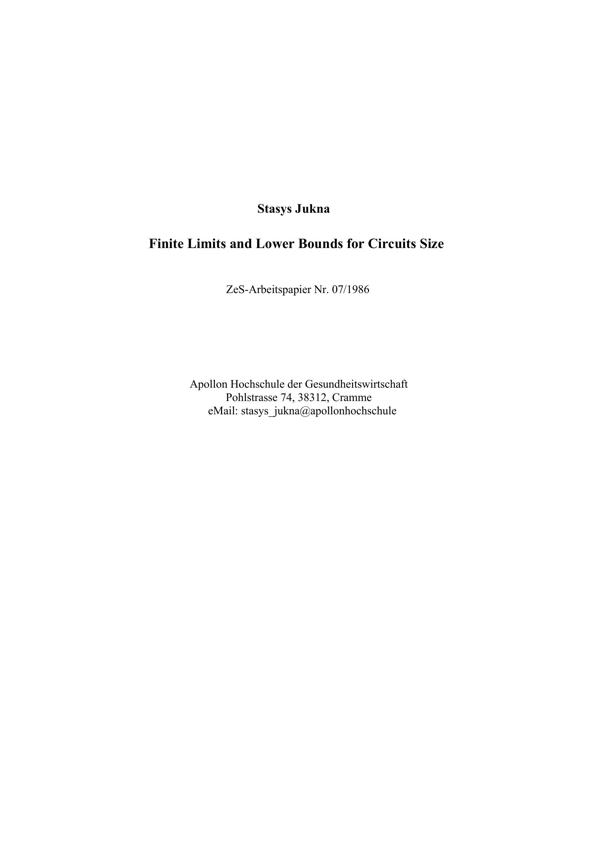 Stasys Jukna
Finite Limits and Lower Bounds for Circuits Size
ZeS-Arbeitspapier Nr. 07/1986
Apollon Hochschule der Gesundheitswirtschaft
Pohlstrasse 74, 38312, Cramme
eMail: stasys_jukna@apollonhochschule